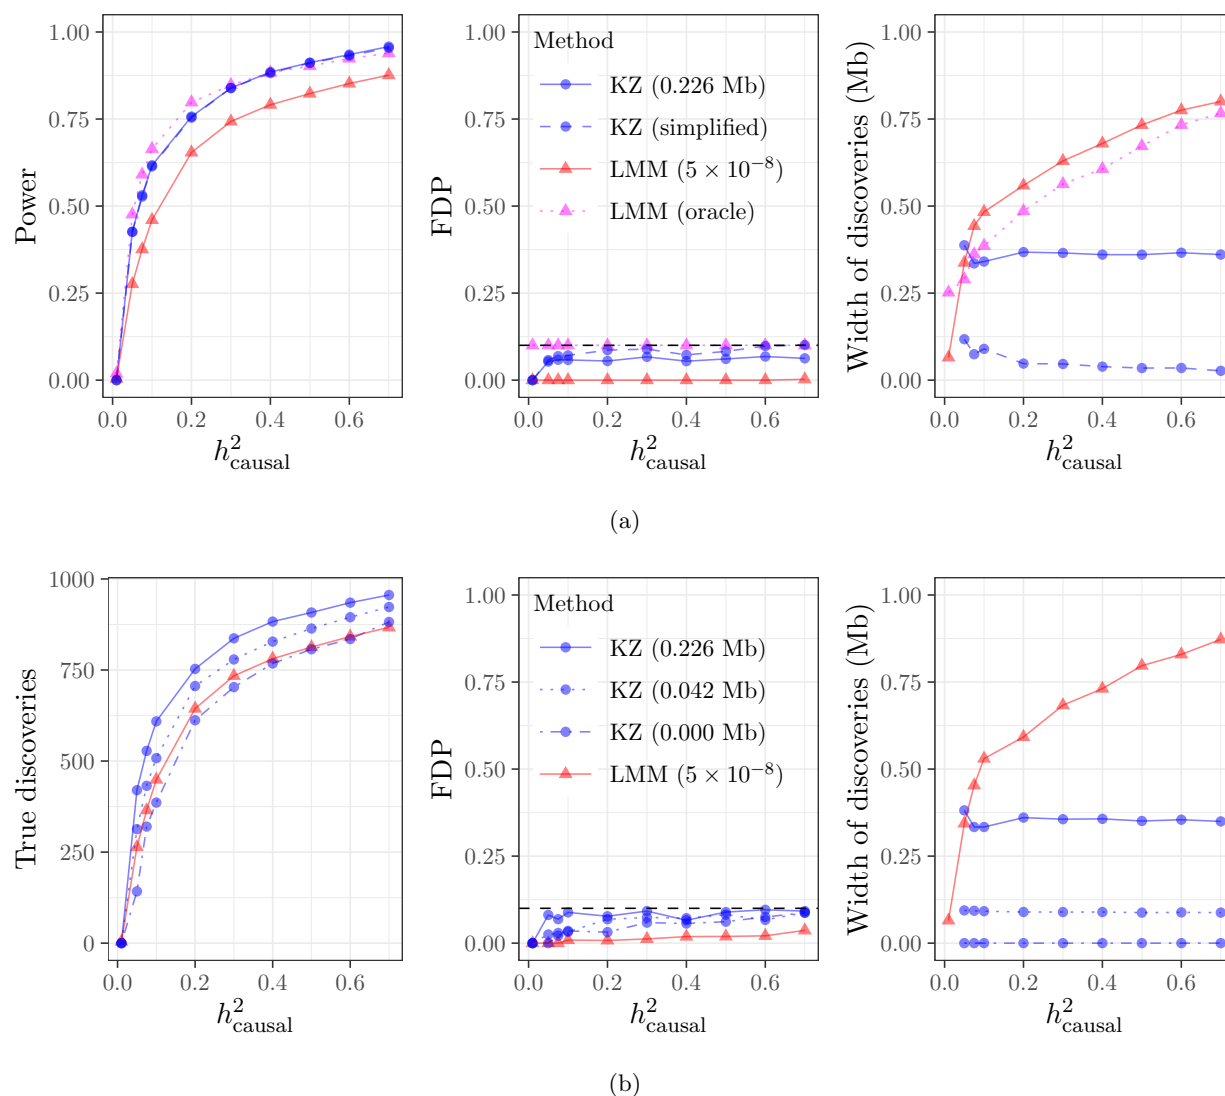 Power
1.00
0.75
0.50
0.25
0.00
0.0 0.2 0.4 0.6
h²causal
FDP
1.00
0.75
0.50
0.25
0.00
Method
KZ (0.226 Mb)
KZ (simplified)
LMM (5 × 10⁻⁸)
LMM (oracle)
0.0 0.2 0.4 0.6
h²causal
Width of discoveries (Mb)
1.00
0.75
0.50
0.25
0.00
0.0 0.2 0.4 0.6
h²causal
(a)
True discoveries
1000
750
500
250
0
0.0 0.2 0.4 0.6
h²causal
FDP
1.00
0.75
0.50
0.25
0.00
Method
KZ (0.226 Mb)
KZ (0.042 Mb)
KZ (0.000 Mb)
LMM (5 × 10⁻⁸)
0.0 0.2 0.4 0.6
h²causal
Width of discoveries (Mb)
1.00
0.75
0.50
0.25
0.00
0.0 0.2 0.4 0.6
h²causal
(b)